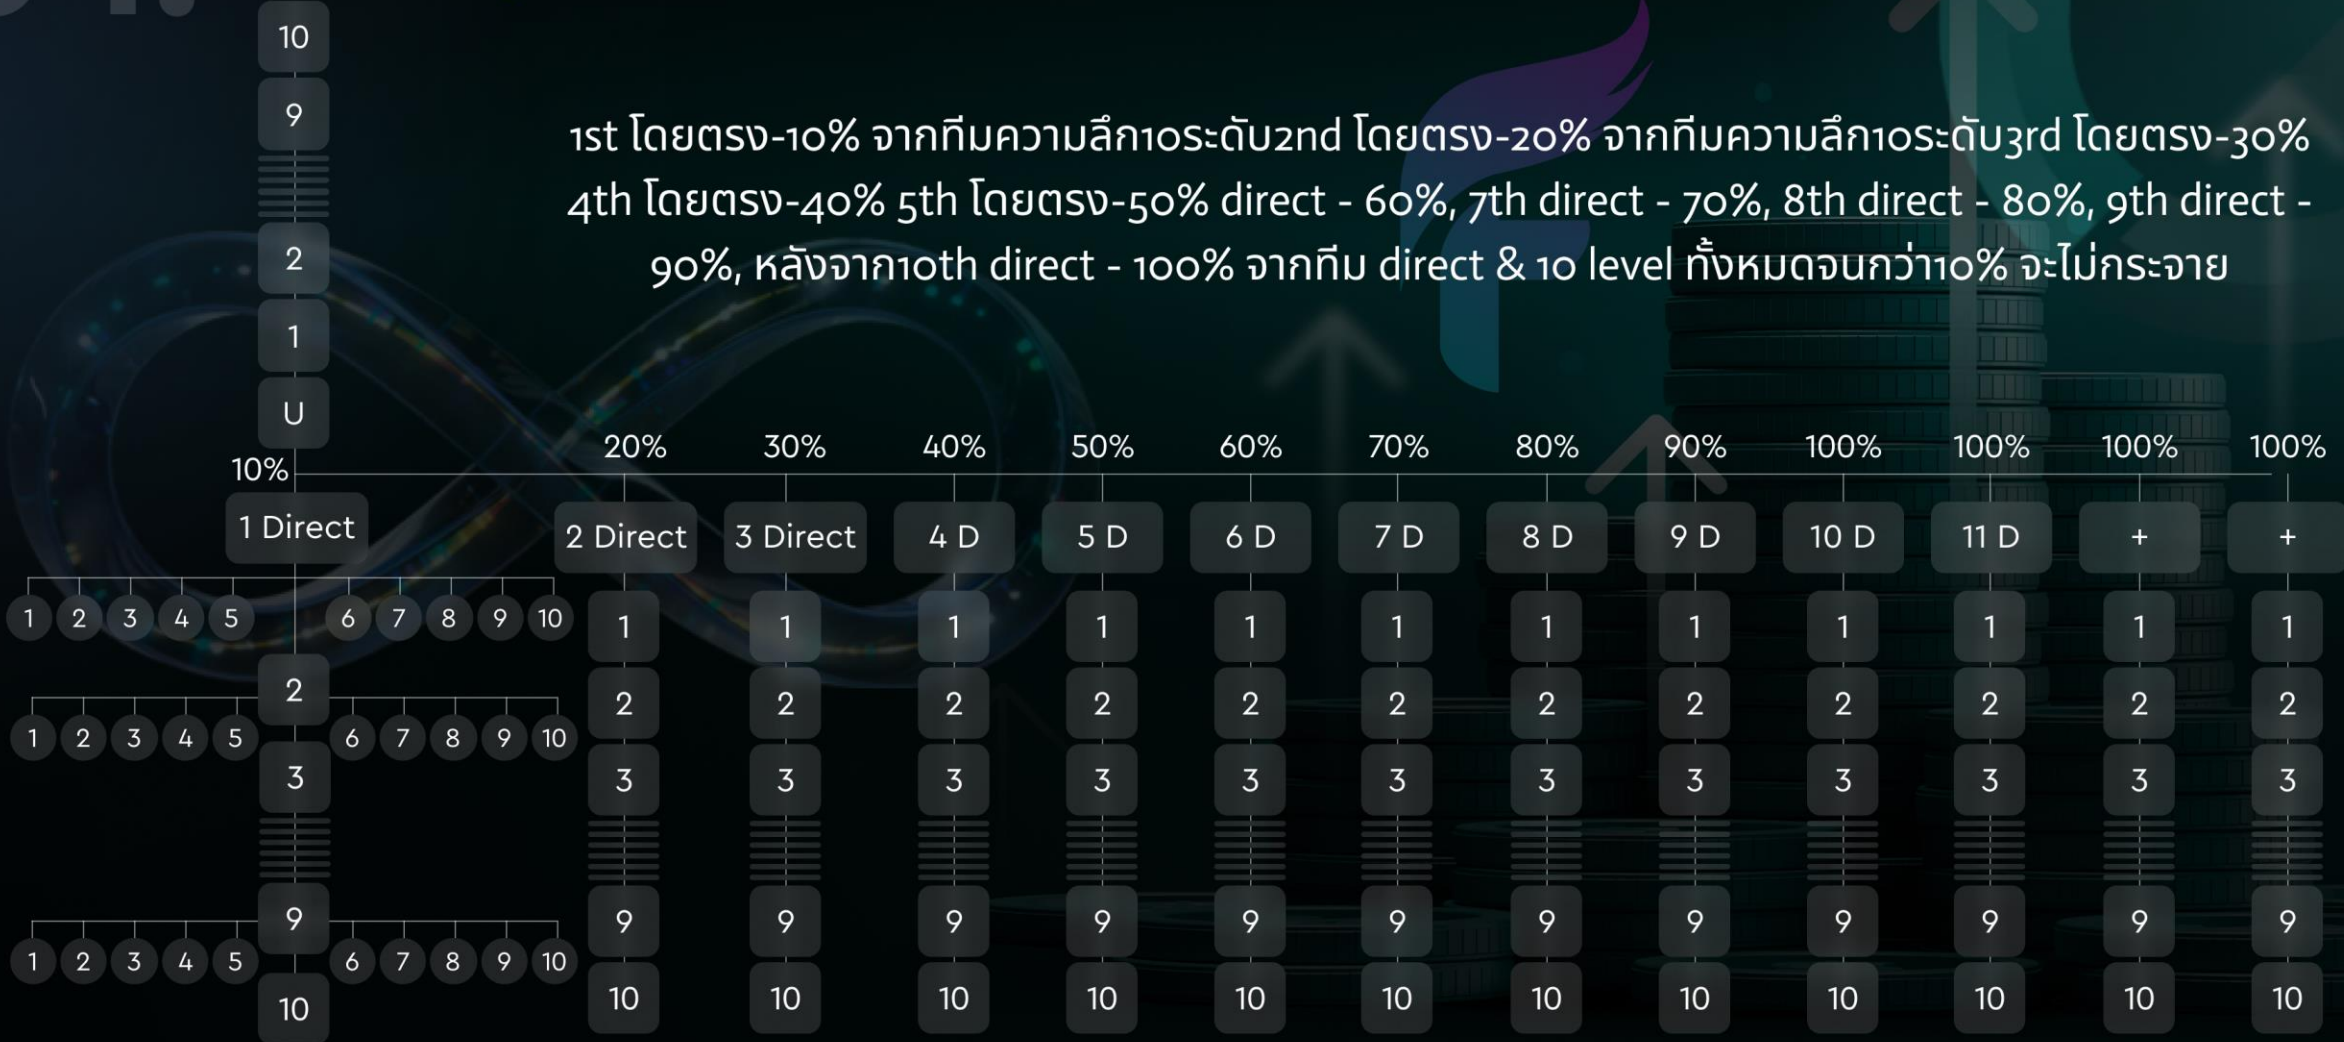 10
9
1st โดยตรง-10% จากทีมความลึก10ระดับ2nd โดยตรง-20% จากทีมความลึก10ระดับ3rd โดยตรง-30%
4th โดยตรง-40% 5th โดยตรง-50% direct - 60%, 7th direct - 70%, 8th direct - 80%, 9th direct -
90%, หลังจาก10th direct - 100% จากทีม direct & 10 level ทั้งหมดจนกว่า10% จะไม่กระจาย
2
1
U
10% 20% 30% 40% 50% 60% 70% 80% 90% 100% 100% 100% 100%
1 Direct 2 Direct 3 Direct 4 D 5 D 6 D 7 D 8 D 9 D 10 D 11 D + +
1 2 3 4 5 6 7 8 9 10 1 1 1 1 1 1 1 1 1 1 1 1
2 2 2 2 2 2 2 2 2 2 2 2 2
1 2 3 4 5 6 7 8 9 10
3 3 3 3 3 3 3 3 3 3 3 3 3
9 9 9 9 9 9 9 9 9 9 9 9 9
1 2 3 4 5 6 7 8 9 10
10 10 10 10 10 10 10 10 10 10 10 10 10